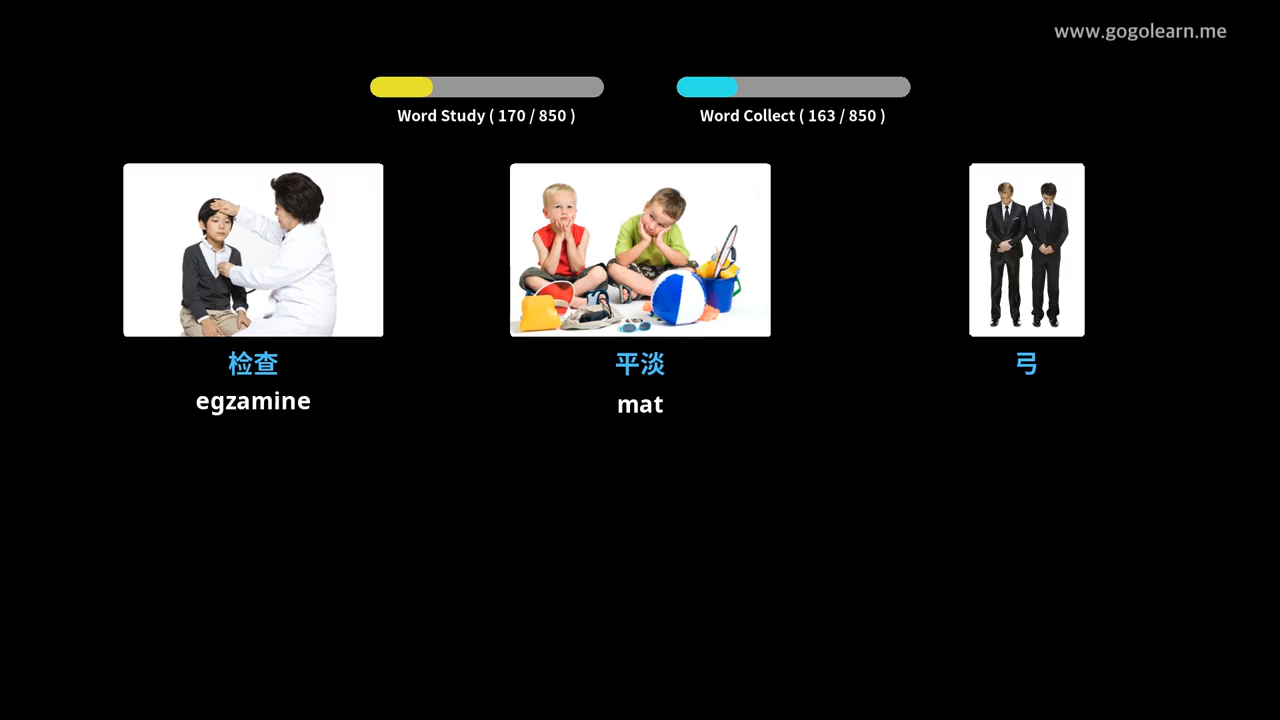 www.gogolearn.me
Word Study ( 170 / 850 )
Word Collect ( 163 / 850 )
检查
平淡
弓
egzamine
mat